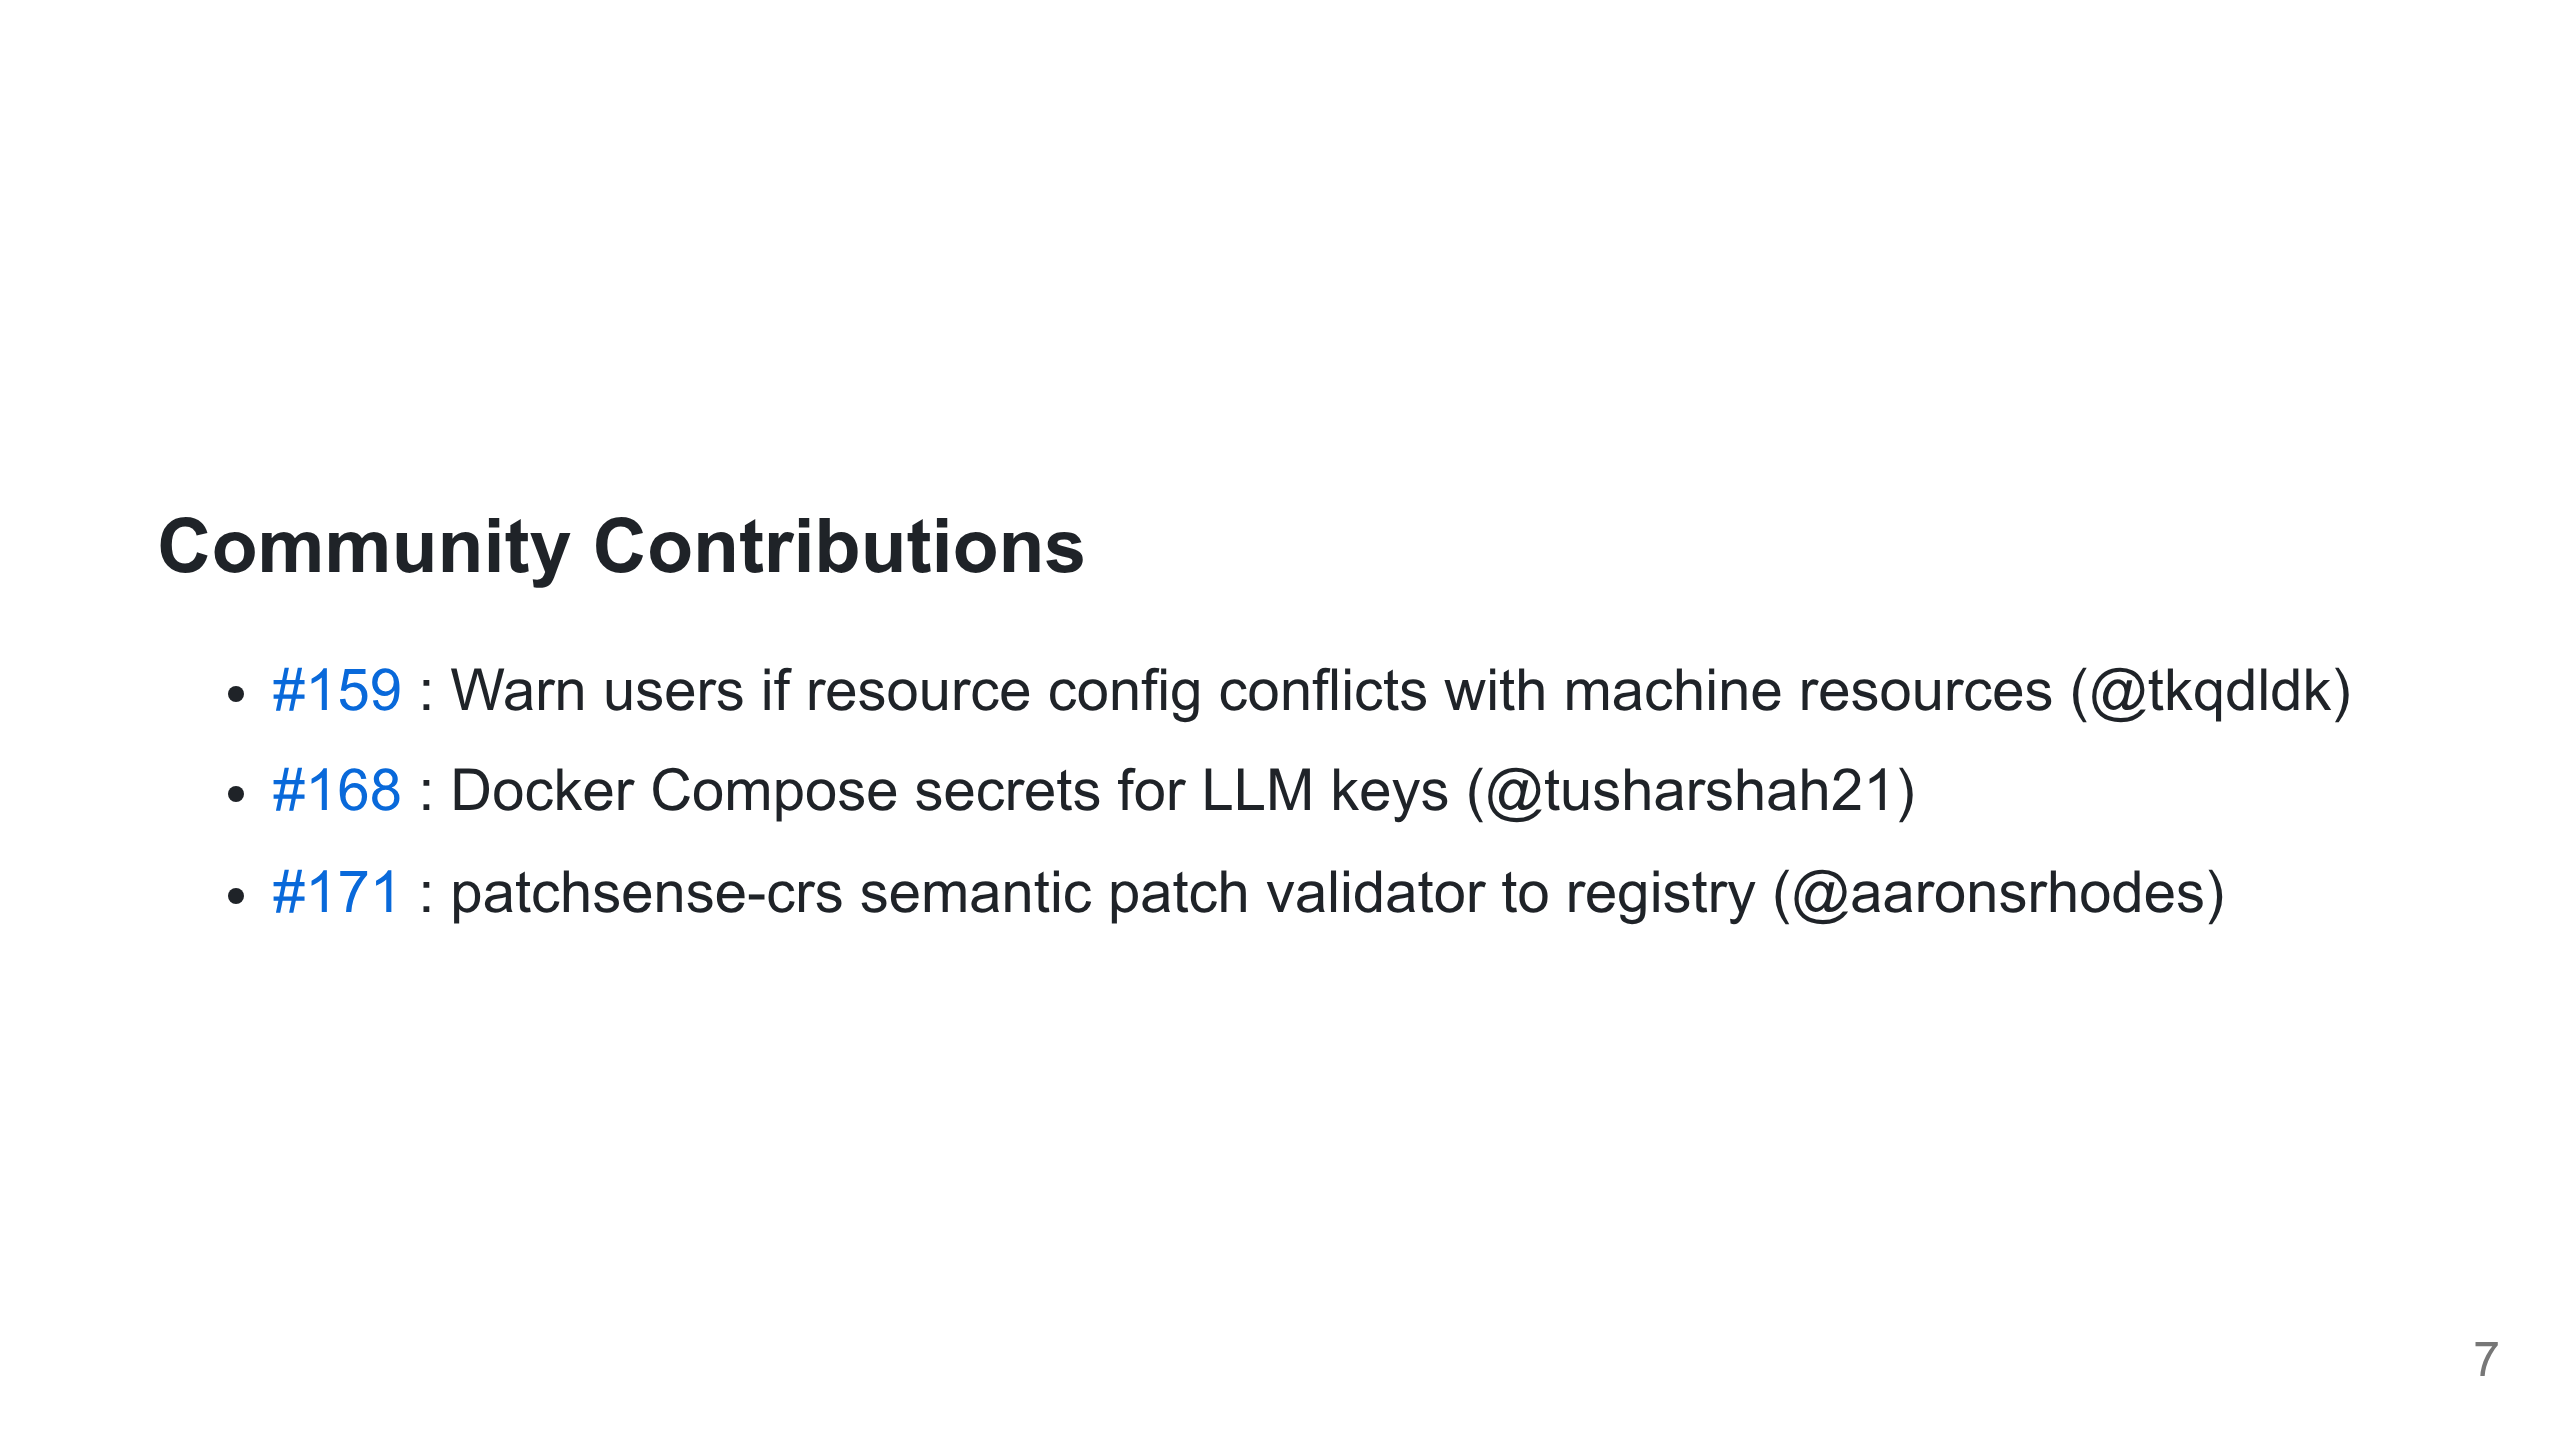 Community Contributions
• #159 : Warn users if resource config conflicts with machine resources (@tkqdldk)
• #168 : Docker Compose secrets for LLM keys (@tusharshah21)
• #171 : patchsense-crs semantic patch validator to registry (@aaronsrhodes)
7